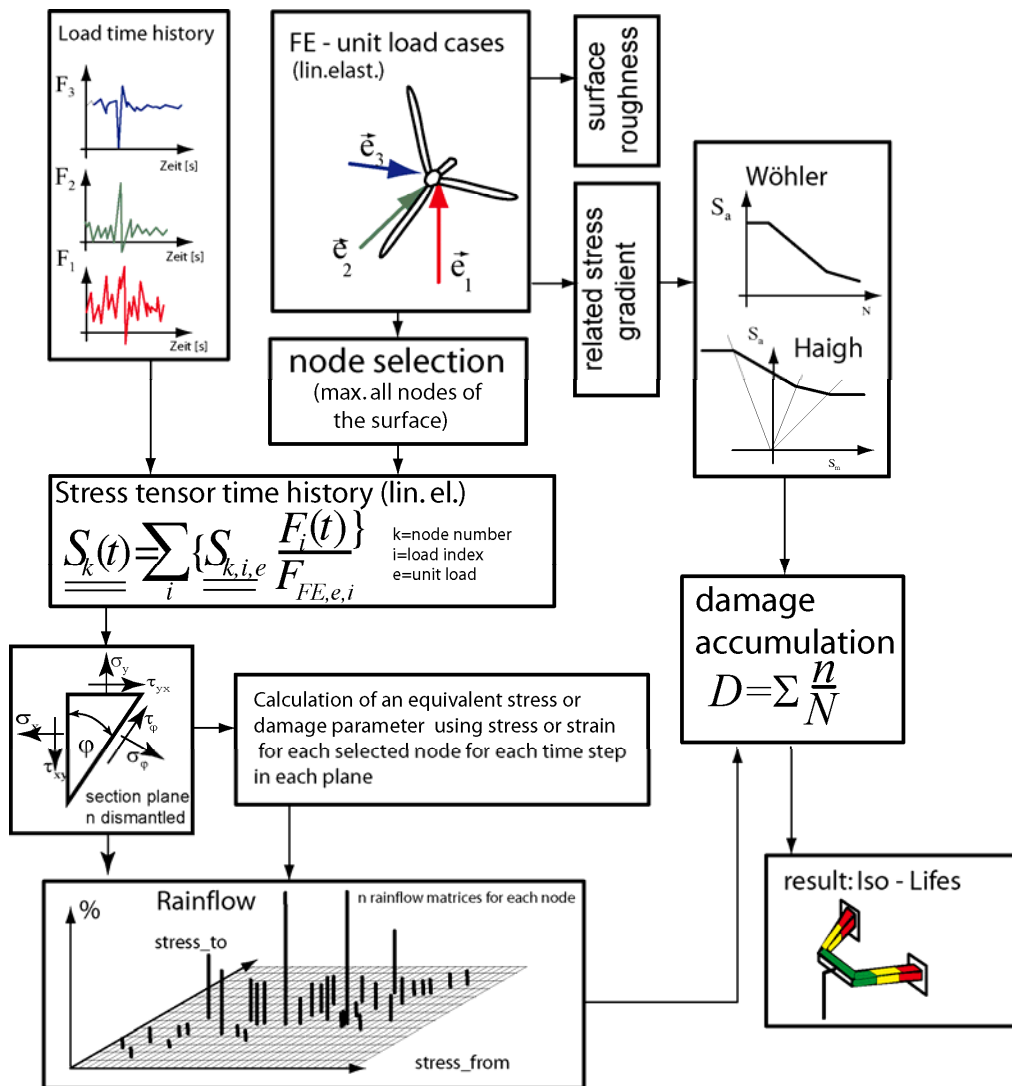 Load time history
F3
Zeit [s]
F2
Zeit [s]
F1
Zeit [s]
FE - unit load cases
(lin.elast.)
e⃗3
e⃗2
e⃗1
surface
roughness
related stress
gradient
Wöhler
Sa
N
Haigh
Sa
Sm
node selection
(max. all nodes of
the surface)
Stress tensor time history (lin. el.)
Sk(t)=∑i{Sk,i,e Fi(t)/FFE,e,i}
k=node number
i=load index
e=unit load
damage
accumulation
D=Σ n/N
σy
τyx
σx
τφ
φ
τxy
σφ
section plane
n dismantled
Calculation of an equivalent stress or
damage parameter using stress or strain
for each selected node for each time step
in each plane
Rainflow
n rainflow matrices for each node
%
stress_to
stress_from
result: Iso - Lifes